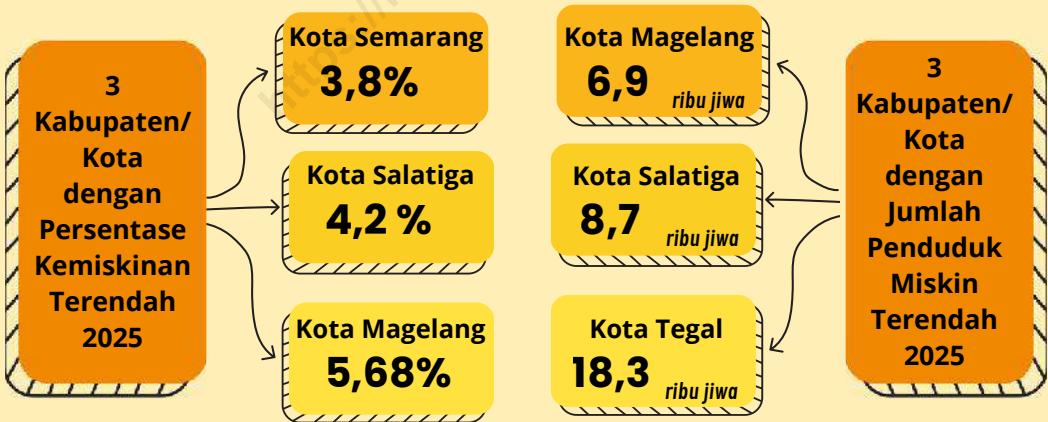 3
Kabupaten/
Kota
dengan
Persentase
Kemiskinan
Terendah
2025
Kota Semarang
3,8%
Kota Salatiga
4,2 %
Kota Magelang
5,68%
Kota Magelang
6,9 ribu jiwa
Kota Salatiga
8,7 ribu jiwa
Kota Tegal
18,3 ribu jiwa
3
Kabupaten/
Kota
dengan
Jumlah
Penduduk
Miskin
Terendah
2025
https:/